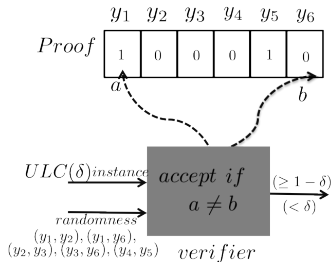 y1 y2 y3 y4 y5 y6
Proof 1 0 0 0 1 0
a b
ULC(δ)instance
accept if
a ≠ b
(≥ 1 − δ)
(< δ)
randomness
(y1, y2), (y1, y6),
(y2, y3), (y3, y6), (y4, y5)
verifier